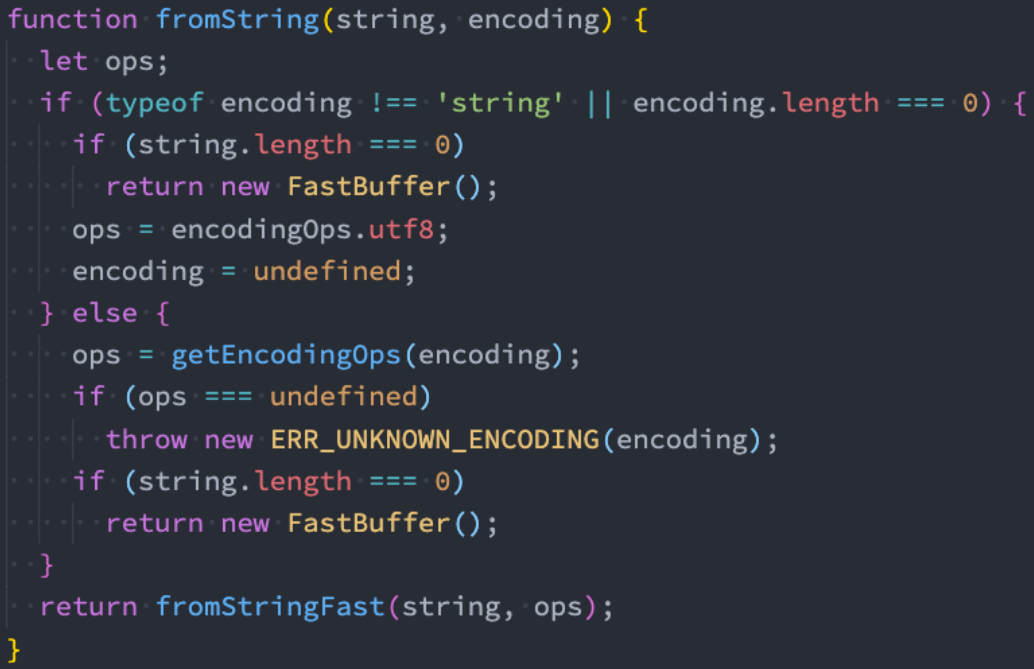 function fromString(string, encoding) {
  let ops;
  if (typeof encoding !== 'string' || encoding.length === 0) {
    if (string.length === 0)
      return new FastBuffer();
    ops = encodingOps.utf8;
    encoding = undefined;
  } else {
    ops = getEncodingOps(encoding);
    if (ops === undefined)
      throw new ERR_UNKNOWN_ENCODING(encoding);
    if (string.length === 0)
      return new FastBuffer();
  }
  return fromStringFast(string, ops);
}